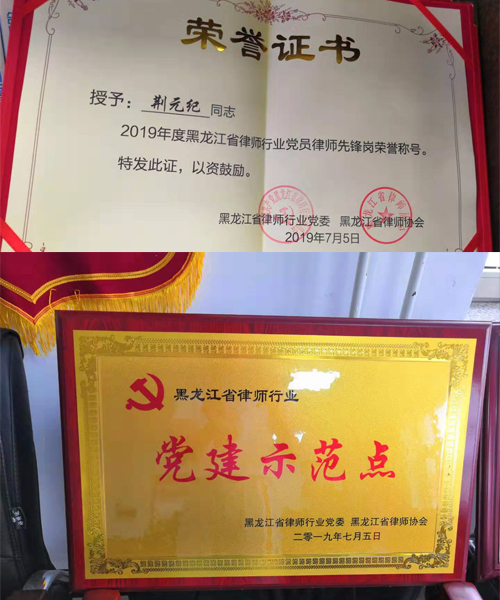 荣誉证书
授予：荆元纪 同志
2019年度黑龙江省律师行业党员律师先锋岗荣誉称号。
特发此证，以资鼓励。
黑龙江省律师行业党委 黑龙江省律师协会
2019年7月5日
黑龙江省律师行业
党建示范点
黑龙江省律师行业党委 黑龙江省律师协会
二零一九年七月五日